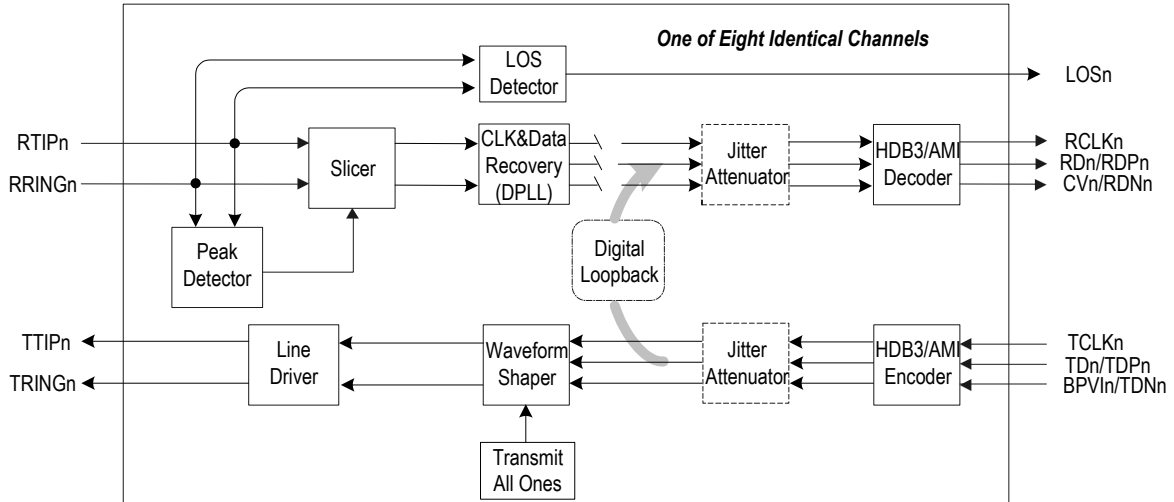 One of Eight Identical Channels
LOS
Detector
LOSn
RTIPn
RRINGn
Slicer
CLK&Data
Recovery
(DPLL)
Jitter
Attenuator
HDB3/AMI
Decoder
RCLKn
RDn/RDPn
CVn/RDNn
Peak
Detector
Digital
Loopback
TTIPn
TRINGn
Line
Driver
Waveform
Shaper
Jitter
Attenuator
HDB3/AMI
Encoder
TCLKn
TDn/TDPn
BPVIn/TDNn
Transmit
All Ones